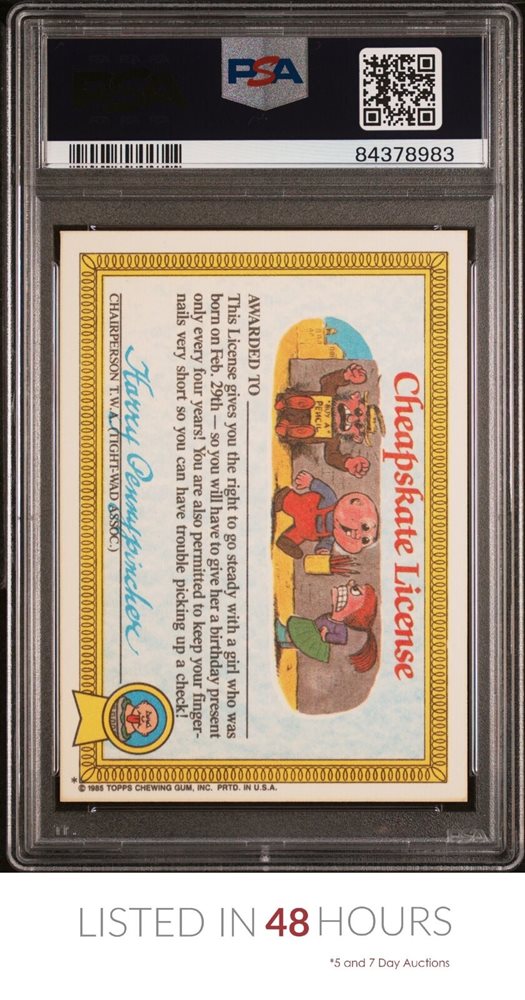 PSA
84378983
Cheapskate License
BUY A
PENCIL
AWARDED TO
This License gives you the right to go steady with a girl who was
born on Feb. 29th — so you will have to give her a birthday present
only every four years! You are also permitted to keep your finger-
nails very short so you can have trouble picking up a check!
Harry Pennypincher
CHAIRPERSON T.W.A. (TIGHT-WAD ASSOC.)
* © 1985 TOPPS CHEWING GUM, INC. PRTD. IN U.S.A.
PSA
LISTED IN 48 HOURS
*5 and 7 Day Auctions